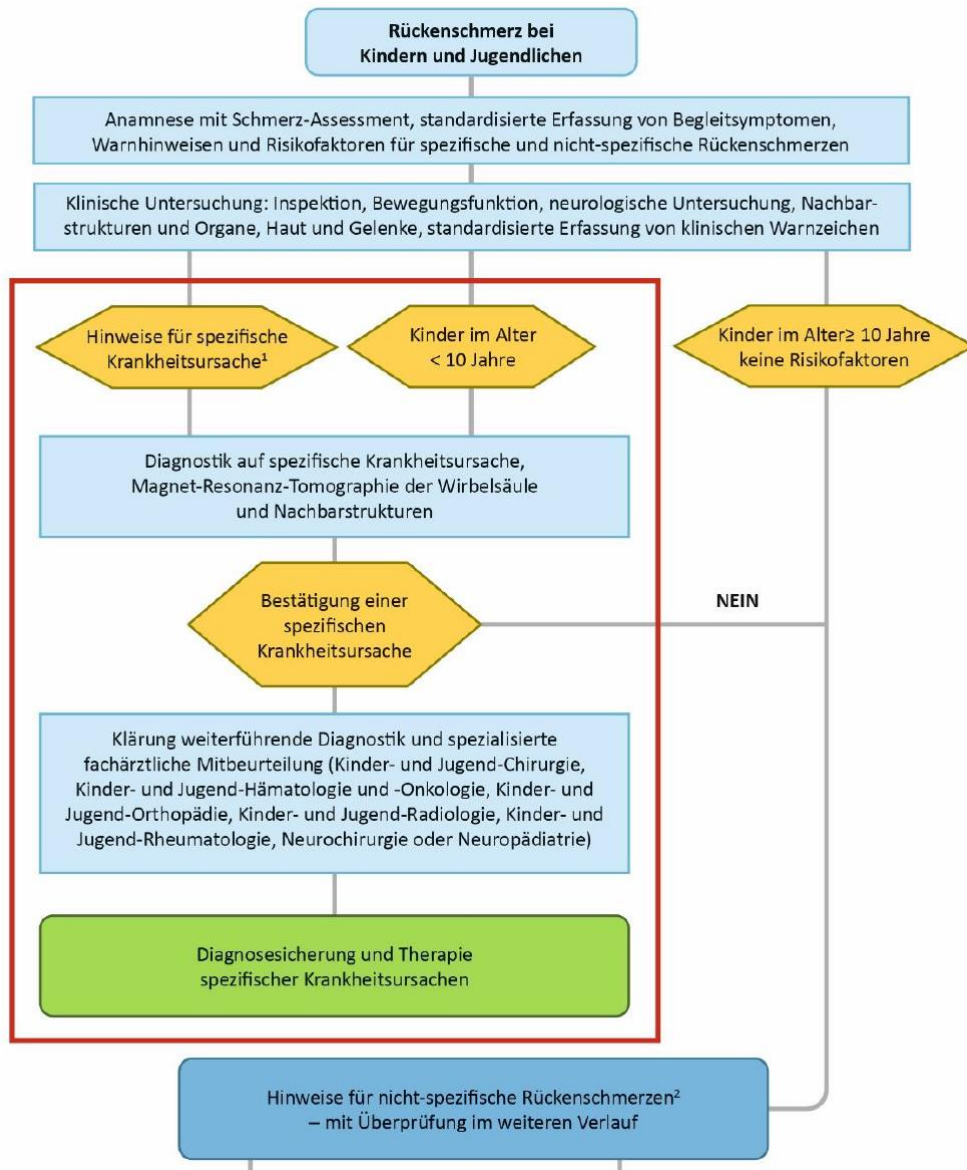 Rückenschmerz bei
Kindern und Jugendlichen
Anamnese mit Schmerz-Assessment, standardisierte Erfassung von Begleitsymptomen,
Warnhinweisen und Risikofaktoren für spezifische und nicht-spezifische Rückenschmerzen
Klinische Untersuchung: Inspektion, Bewegungsfunktion, neurologische Untersuchung, Nachbar-
strukturen und Organe, Haut und Gelenke, standardisierte Erfassung von klinischen Warnzeichen
Hinweise für spezifische
Krankheitsursache¹
Kinder im Alter
< 10 Jahre
Kinder im Alter≥ 10 Jahre
keine Risikofaktoren
Diagnostik auf spezifische Krankheitsursache,
Magnet-Resonanz-Tomographie der Wirbelsäule
und Nachbarstrukturen
Bestätigung einer
spezifischen
Krankheitsursache
NEIN
Klärung weiterführende Diagnostik und spezialisierte
fachärztliche Mitbeurteilung (Kinder- und Jugend-Chirurgie,
Kinder- und Jugend-Hämatologie und -Onkologie, Kinder- und
Jugend-Orthopädie, Kinder- und Jugend-Radiologie, Kinder- und
Jugend-Rheumatologie, Neurochirurgie oder Neuropädiatrie)
Diagnosesicherung und Therapie
spezifischer Krankheitsursachen
Hinweise für nicht-spezifische Rückenschmerzen²
– mit Überprüfung im weiteren Verlauf